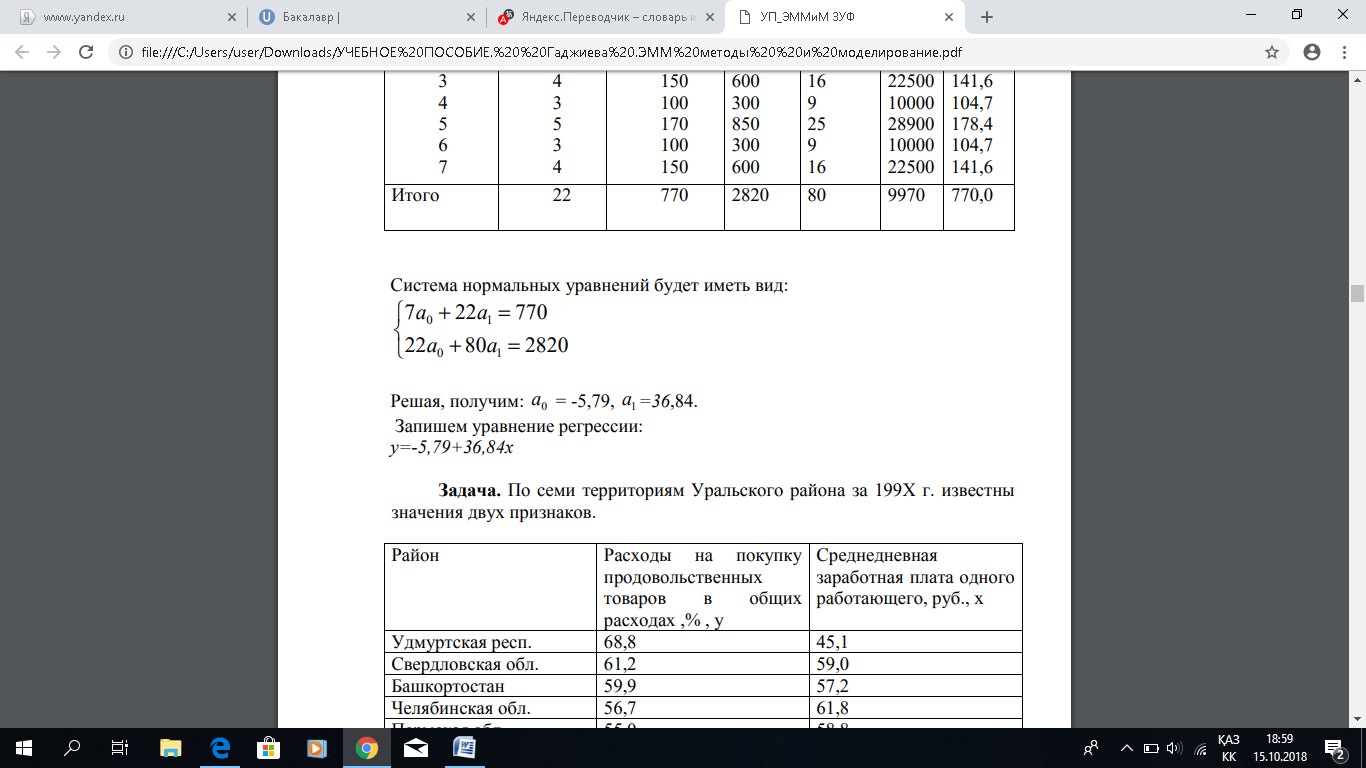 www.yandex.ru
Бакалавр |
Яндекс.Переводчик – словарь и
УП_ЭММиМ ЗУФ
file:///C:/Users/user/Downloads/УЧЕБНОЕ%20ПОСОБИЕ.%20%20Гаджиева%20.ЭММ%20методы%20%20и%20моделирование.pdf
3 4 150 600 16 22500 141,6
4 3 100 300 9 10000 104,7
5 5 170 850 25 28900 178,4
6 3 100 300 9 10000 104,7
7 4 150 600 16 22500 141,6
Итого 22 770 2820 80 9970 770,0
Система нормальных уравнений будет иметь вид:
7a₀ + 22a₁ = 770
22a₀ + 80a₁ = 2820
Решая, получим: a₀ = -5,79, a₁ =36,84.
Запишем уравнение регрессии:
y=-5,79+36,84x
Задача. По семи территориям Уральского района за 199X г. известны
значения двух признаков.
Район Расходы на покупку Среднедневная
продовольственных заработная плата одного
товаров в общих работающего, руб., x
расходах ,% , y
Удмуртская респ. 68,8 45,1
Свердловская обл. 61,2 59,0
Башкортостан 59,9 57,2
Челябинская обл. 56,7 61,8
ҚАЗ 18:59
КК 15.10.2018
2